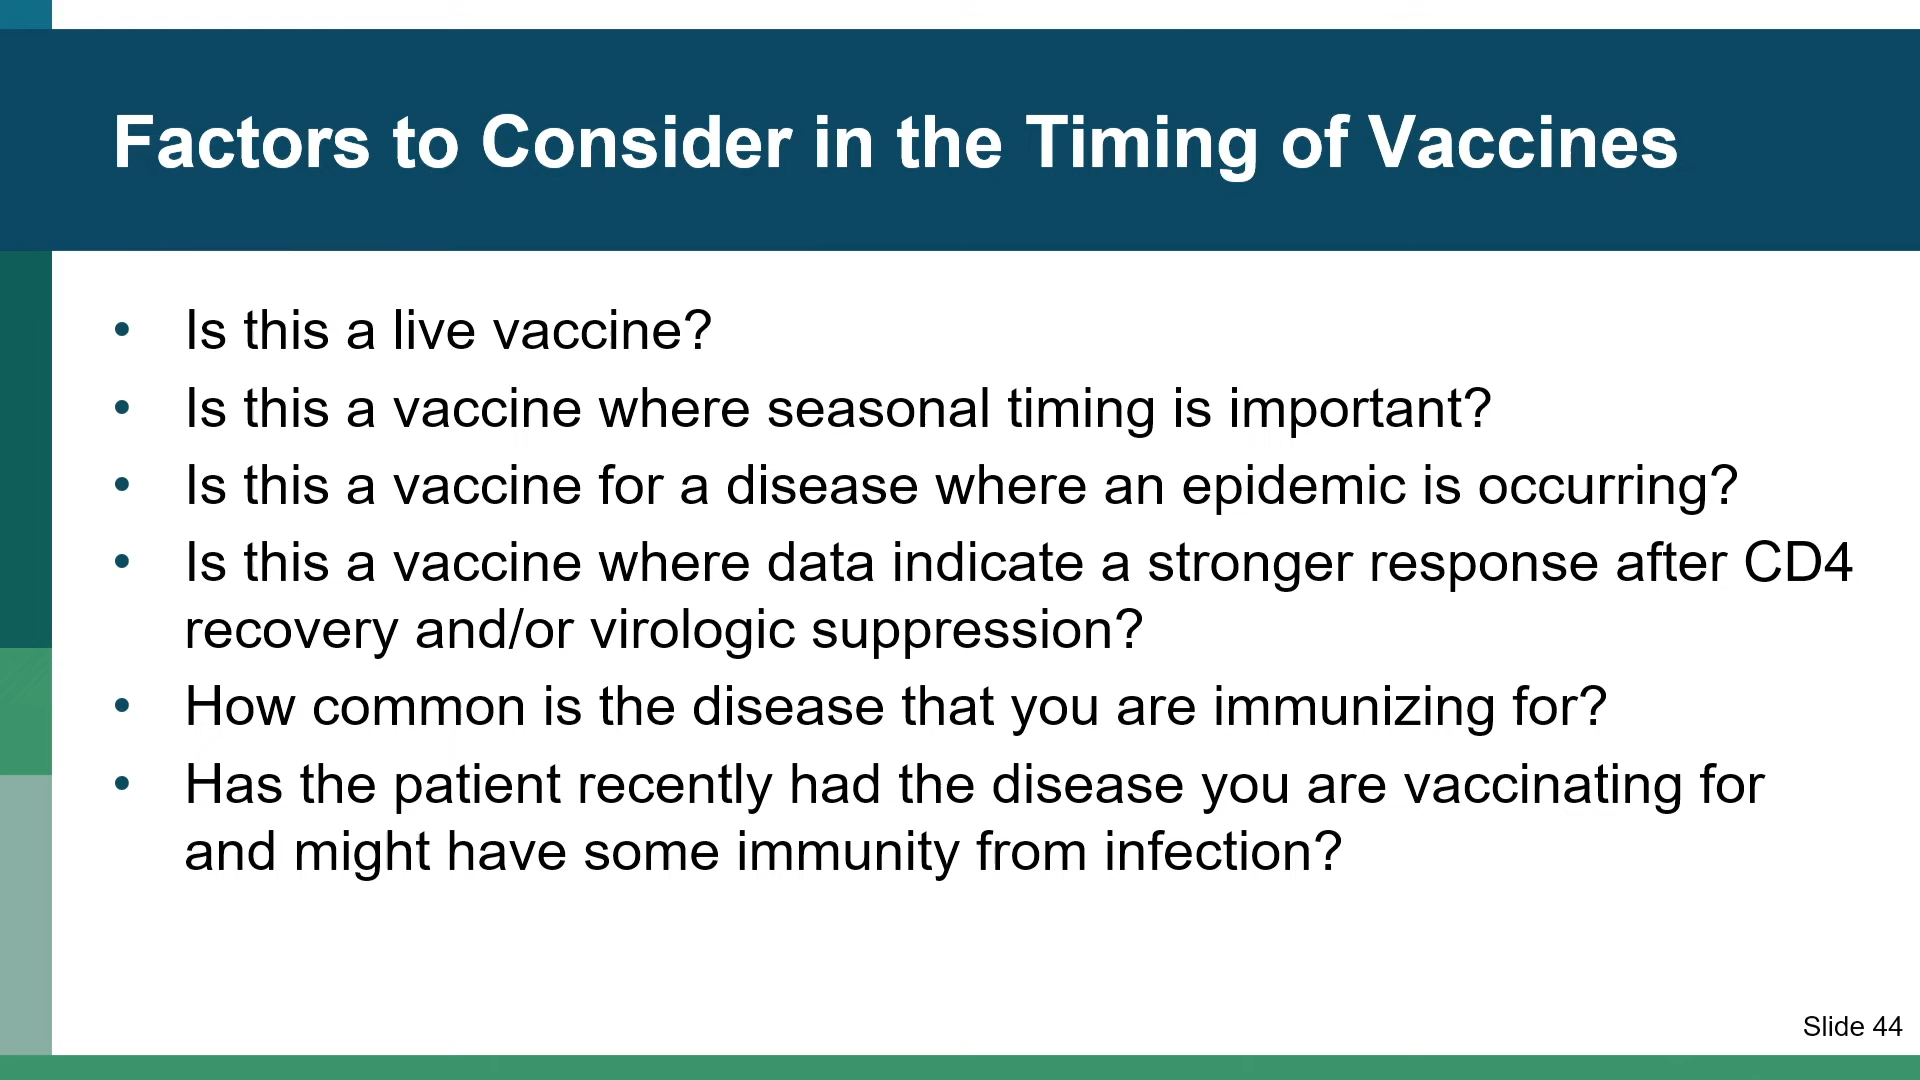 Factors to Consider in the Timing of Vaccines
• Is this a live vaccine?
• Is this a vaccine where seasonal timing is important?
• Is this a vaccine for a disease where an epidemic is occurring?
• Is this a vaccine where data indicate a stronger response after CD4
recovery and/or virologic suppression?
• How common is the disease that you are immunizing for?
• Has the patient recently had the disease you are vaccinating for
and might have some immunity from infection?
Slide 44